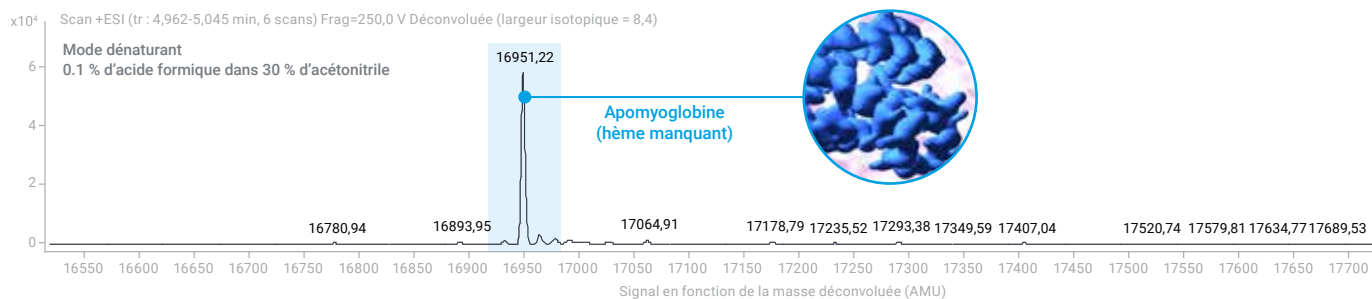 x10⁴ Scan +ESI (tr : 4,962-5,045 min, 6 scans) Frag=250,0 V Déconvoluée (largeur isotopique = 8,4)
Mode dénaturant
0.1 % d'acide formique dans 30 % d'acétonitrile
16951,22
6
Apomyoglobine
(hème manquant)
4
2
16780,94 16893,95 17064,91 17178,79 17235,52 17293,38 17349,59 17407,04 17520,74 17579,81 17634,77 17689,53
0
16550 16600 16650 16700 16750 16800 16850 16900 16950 17000 17050 17100 17150 17200 17250 17300 17350 17400 17450 17500 17550 17600 17650 17700
Signal en fonction de la masse déconvoluée (AMU)